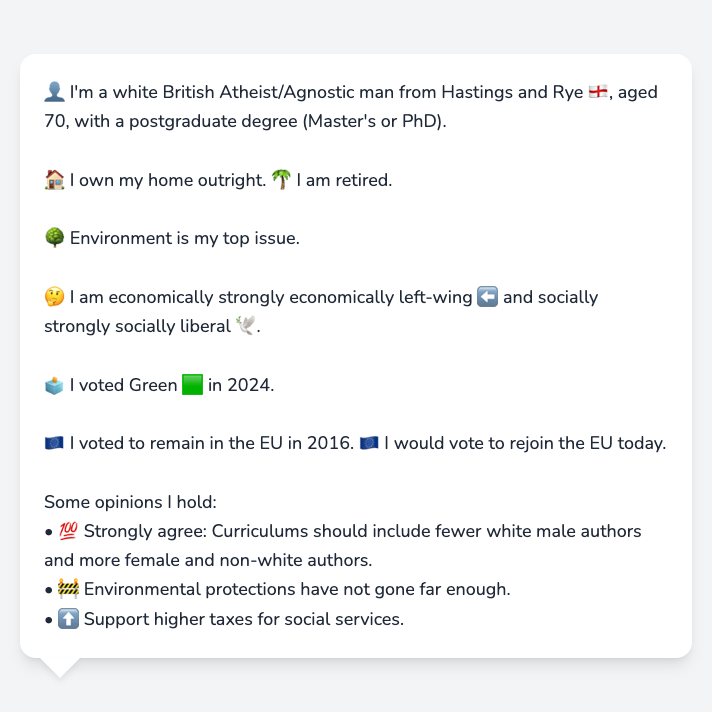 👤 I'm a white British Atheist/Agnostic man from Hastings and Rye 🏴󠁧󠁢󠁥󠁮󠁧󠁿, aged
70, with a postgraduate degree (Master's or PhD).
🏠 I own my home outright. 🌴 I am retired.
🌳 Environment is my top issue.
🤔 I am economically strongly economically left-wing ⬅️ and socially
strongly socially liberal 🕊️.
🗳️ I voted Green 🟩 in 2024.
🇪🇺 I voted to remain in the EU in 2016. 🇪🇺 I would vote to rejoin the EU today.
Some opinions I hold:
• 💯 Strongly agree: Curriculums should include fewer white male authors
and more female and non-white authors.
• 🚧 Environmental protections have not gone far enough.
• ⬆️ Support higher taxes for social services.